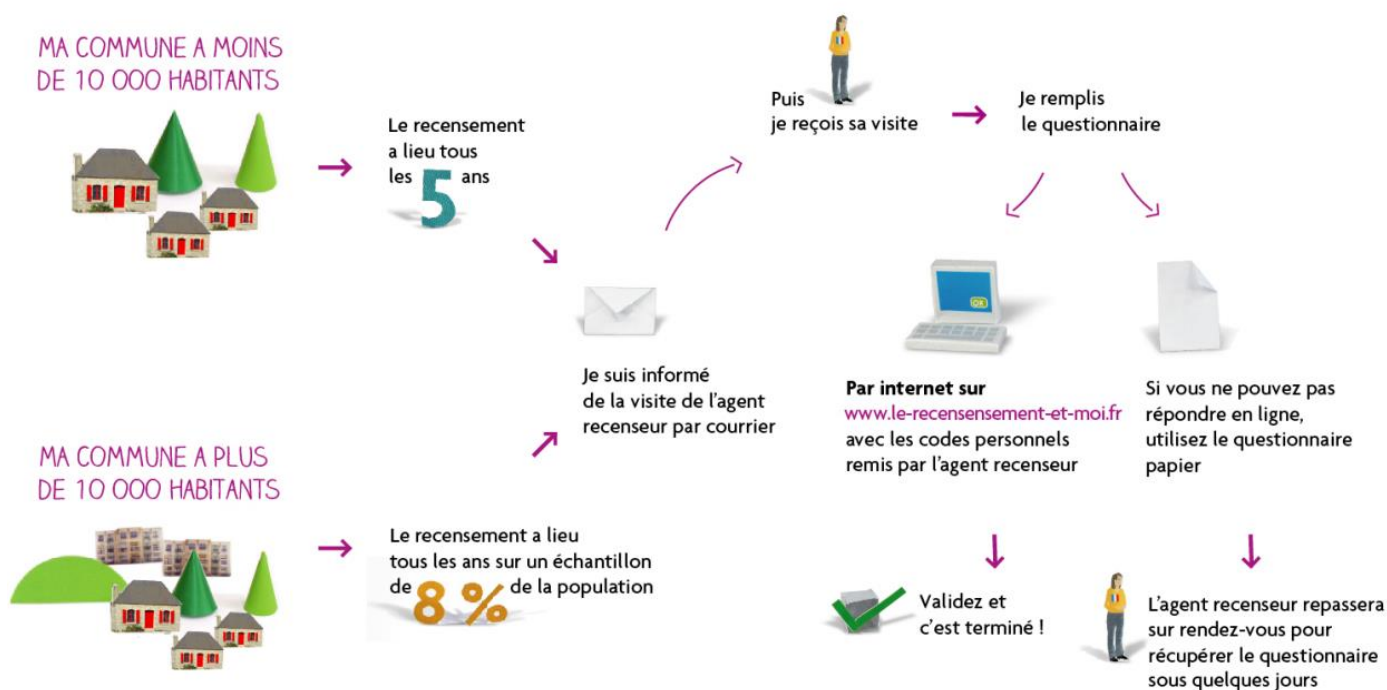 MA COMMUNE A MOINS
DE 10 000 HABITANTS
Le recensement
a lieu tous
les 5 ans
MA COMMUNE A PLUS
DE 10 000 HABITANTS
Le recensement a lieu
tous les ans sur un échantillon
de 8 % de la population
Je suis informé
de la visite de l'agent
recenseur par courrier
Puis
je reçois sa visite
Je remplis
le questionnaire
OK
Par internet sur
www.le-recensensement-et-moi.fr
avec les codes personnels
remis par l'agent recenseur
Validez et
c'est terminé !
Si vous ne pouvez pas
répondre en ligne,
utilisez le questionnaire
papier
L'agent recenseur repassera
sur rendez-vous pour
récupérer le questionnaire
sous quelques jours